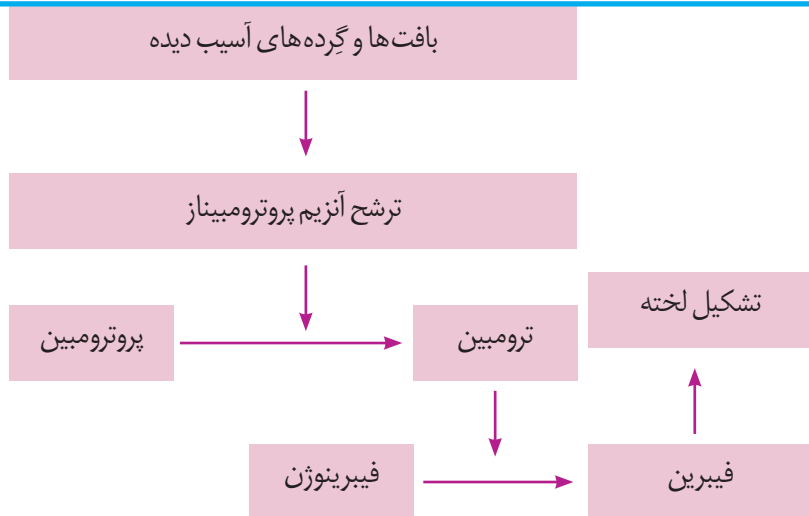 بافت‌ها و گِرده‌های آسیب دیده
ترشح آنزیم پروترومبیناز
تشکیل لخته
پروترومبین
ترومبین
فیبرینوژن
فیبرین